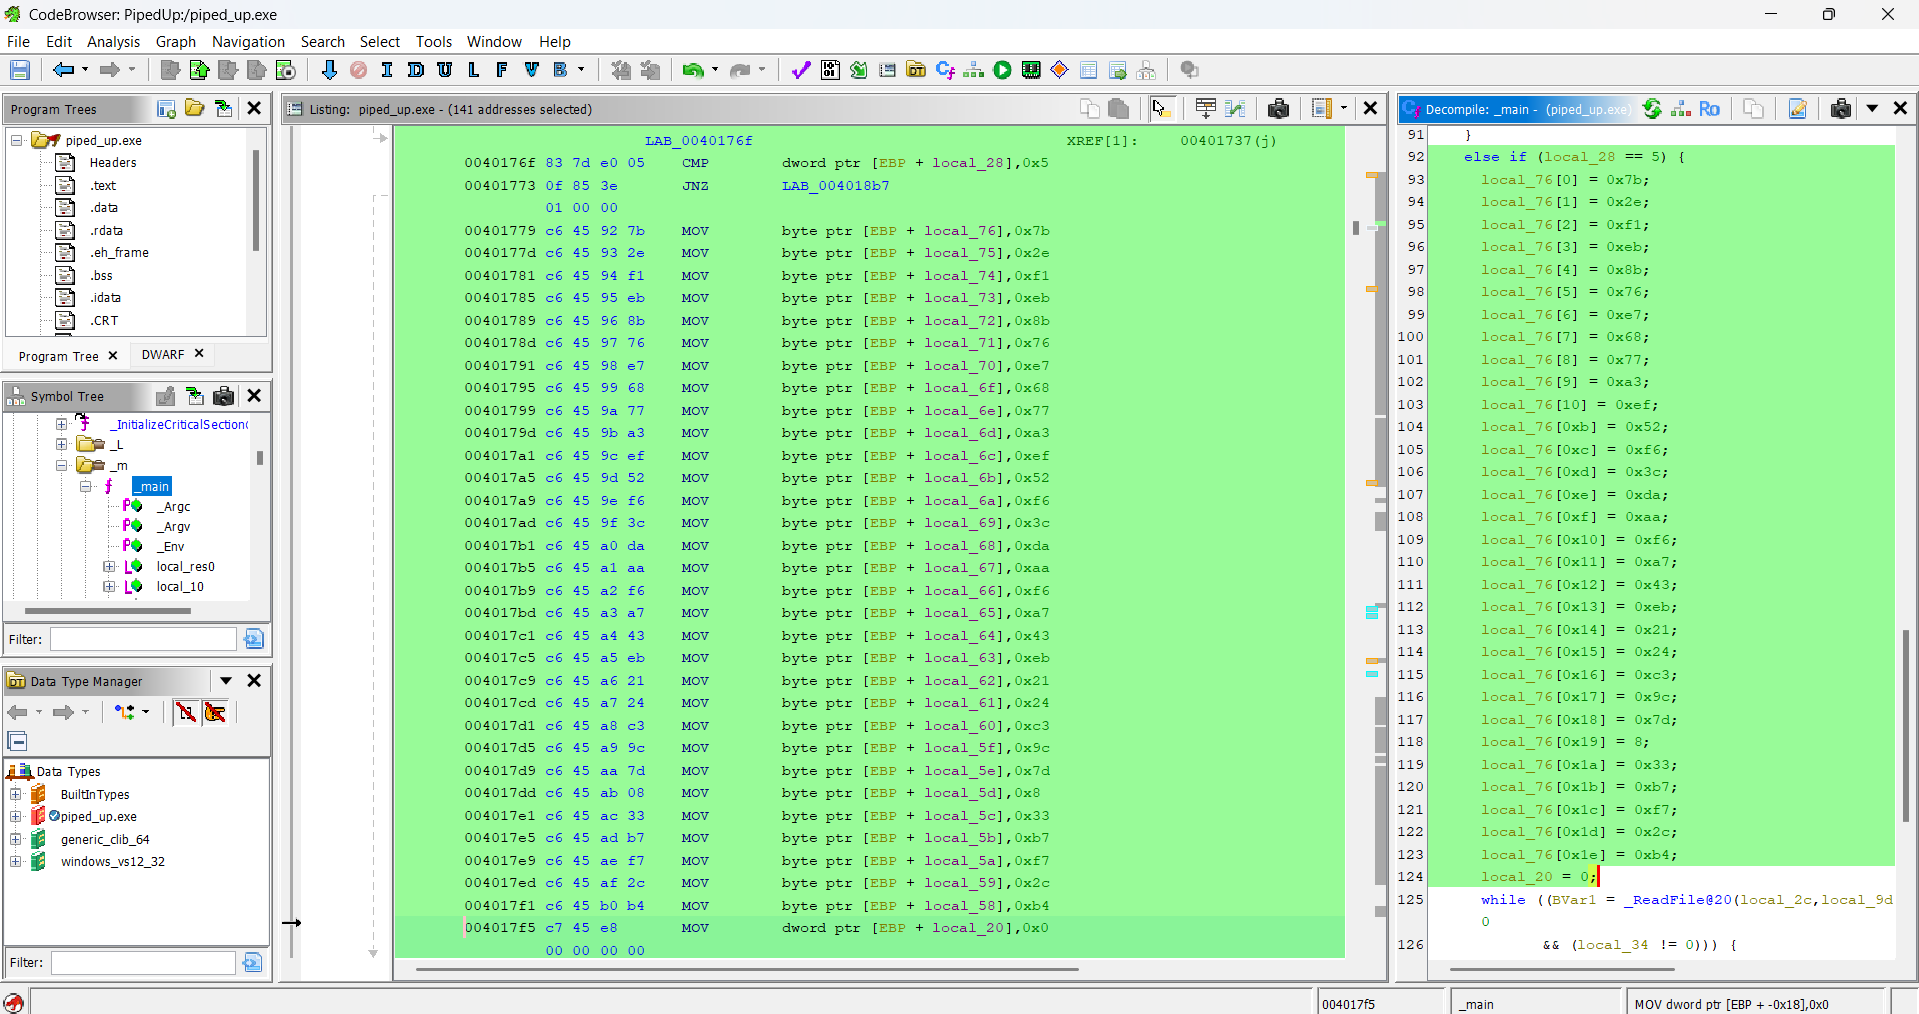 CodeBrowser: PipedUp:/piped_up.exe
File Edit Analysis Graph Navigation Search Select Tools Window Help
Program Trees
piped_up.exe
Headers
.text
.data
.rdata
.eh_frame
.bss
.idata
.CRT
Program Tree
DWARF
Symbol Tree
_InitializeCriticalSection
_L
_m
_main
_Argc
_Argv
_Env
local_res0
local_10
Filter:
Data Type Manager
Data Types
BuiltInTypes
piped_up.exe
generic_clib_64
windows_vs12_32
Filter:
Listing: piped_up.exe - (141 addresses selected)
LAB_0040176f XREF[1]: 00401737(j)
0040176f 83 7d e0 05 CMP dword ptr [EBP + local_28],0x5
00401773 0f 85 3e JNZ LAB_004018b7
01 00 00
00401779 c6 45 92 7b MOV byte ptr [EBP + local_76],0x7b
0040177d c6 45 93 2e MOV byte ptr [EBP + local_75],0x2e
00401781 c6 45 94 f1 MOV byte ptr [EBP + local_74],0xf1
00401785 c6 45 95 eb MOV byte ptr [EBP + local_73],0xeb
00401789 c6 45 96 8b MOV byte ptr [EBP + local_72],0x8b
0040178d c6 45 97 76 MOV byte ptr [EBP + local_71],0x76
00401791 c6 45 98 e7 MOV byte ptr [EBP + local_70],0xe7
00401795 c6 45 99 68 MOV byte ptr [EBP + local_6f],0x68
00401799 c6 45 9a 77 MOV byte ptr [EBP + local_6e],0x77
0040179d c6 45 9b a3 MOV byte ptr [EBP + local_6d],0xa3
004017a1 c6 45 9c ef MOV byte ptr [EBP + local_6c],0xef
004017a5 c6 45 9d 52 MOV byte ptr [EBP + local_6b],0x52
004017a9 c6 45 9e f6 MOV byte ptr [EBP + local_6a],0xf6
004017ad c6 45 9f 3c MOV byte ptr [EBP + local_69],0x3c
004017b1 c6 45 a0 da MOV byte ptr [EBP + local_68],0xda
004017b5 c6 45 a1 aa MOV byte ptr [EBP + local_67],0xaa
004017b9 c6 45 a2 f6 MOV byte ptr [EBP + local_66],0xf6
004017bd c6 45 a3 a7 MOV byte ptr [EBP + local_65],0xa7
004017c1 c6 45 a4 43 MOV byte ptr [EBP + local_64],0x43
004017c5 c6 45 a5 eb MOV byte ptr [EBP + local_63],0xeb
004017c9 c6 45 a6 21 MOV byte ptr [EBP + local_62],0x21
004017cd c6 45 a7 24 MOV byte ptr [EBP + local_61],0x24
004017d1 c6 45 a8 c3 MOV byte ptr [EBP + local_60],0xc3
004017d5 c6 45 a9 9c MOV byte ptr [EBP + local_5f],0x9c
004017d9 c6 45 aa 7d MOV byte ptr [EBP + local_5e],0x7d
004017dd c6 45 ab 08 MOV byte ptr [EBP + local_5d],0x8
004017e1 c6 45 ac 33 MOV byte ptr [EBP + local_5c],0x33
004017e5 c6 45 ad b7 MOV byte ptr [EBP + local_5b],0xb7
004017e9 c6 45 ae f7 MOV byte ptr [EBP + local_5a],0xf7
004017ed c6 45 af 2c MOV byte ptr [EBP + local_59],0x2c
004017f1 c6 45 b0 b4 MOV byte ptr [EBP + local_58],0xb4
004017f5 c7 45 e8 MOV dword ptr [EBP + local_20],0x0
00 00 00 00
Decompile: _main - (piped_up.exe)
91 }
92 else if (local_28 == 5) {
93 local_76[0] = 0x7b;
94 local_76[1] = 0x2e;
95 local_76[2] = 0xf1;
96 local_76[3] = 0xeb;
97 local_76[4] = 0x8b;
98 local_76[5] = 0x76;
99 local_76[6] = 0xe7;
100 local_76[7] = 0x68;
101 local_76[8] = 0x77;
102 local_76[9] = 0xa3;
103 local_76[10] = 0xef;
104 local_76[0xb] = 0x52;
105 local_76[0xc] = 0xf6;
106 local_76[0xd] = 0x3c;
107 local_76[0xe] = 0xda;
108 local_76[0xf] = 0xaa;
109 local_76[0x10] = 0xf6;
110 local_76[0x11] = 0xa7;
111 local_76[0x12] = 0x43;
112 local_76[0x13] = 0xeb;
113 local_76[0x14] = 0x21;
114 local_76[0x15] = 0x24;
115 local_76[0x16] = 0xc3;
116 local_76[0x17] = 0x9c;
117 local_76[0x18] = 0x7d;
118 local_76[0x19] = 8;
119 local_76[0x1a] = 0x33;
120 local_76[0x1b] = 0xb7;
121 local_76[0x1c] = 0xf7;
122 local_76[0x1d] = 0x2c;
123 local_76[0x1e] = 0xb4;
124 local_20 = 0;
125 while ((BVar1 = _ReadFile@20(local_2c,local_9d
0
126 && (local_34 != 0))) {
004017f5
_main
MOV dword ptr [EBP + -0x18],0x0